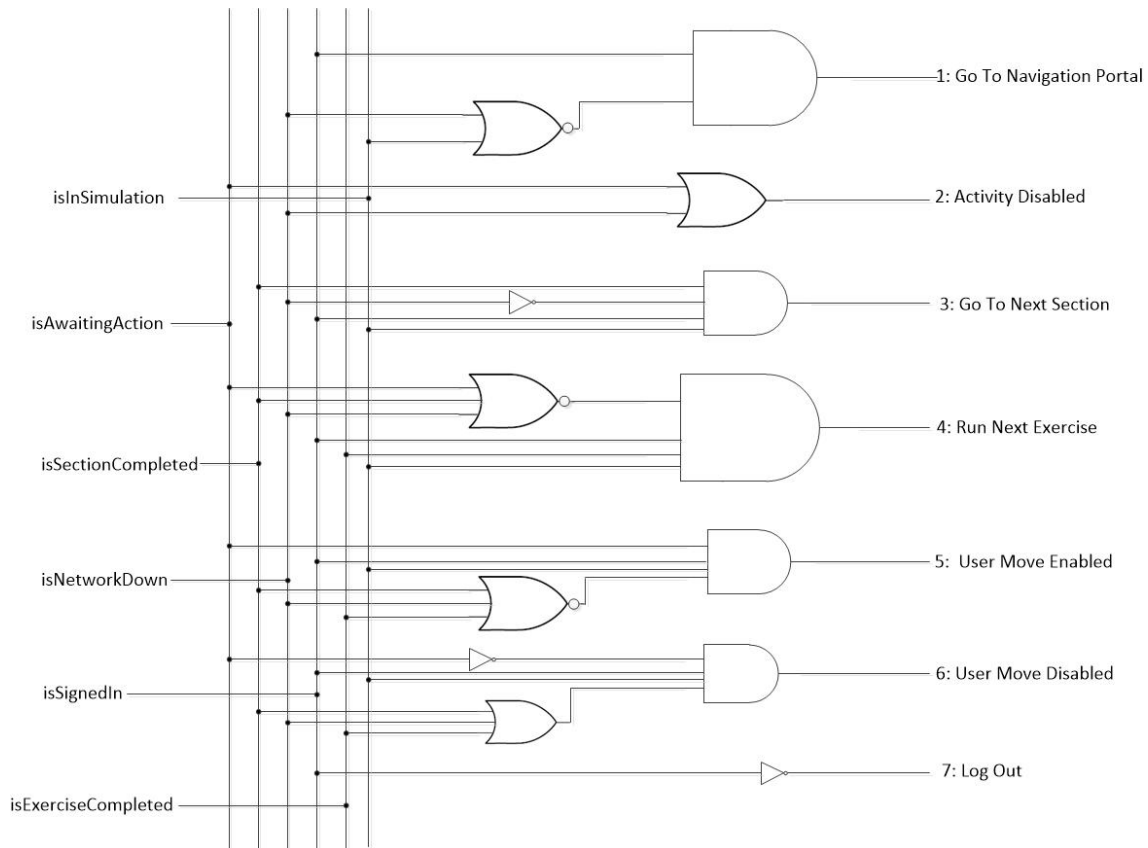 1: Go To Navigation Portal
isInSimulation
2: Activity Disabled
3: Go To Next Section
isAwaitingAction
4: Run Next Exercise
isSectionCompleted
5:  User Move Enabled
isNetworkDown
6: User Move Disabled
isSignedIn
7: Log Out
isExerciseCompleted